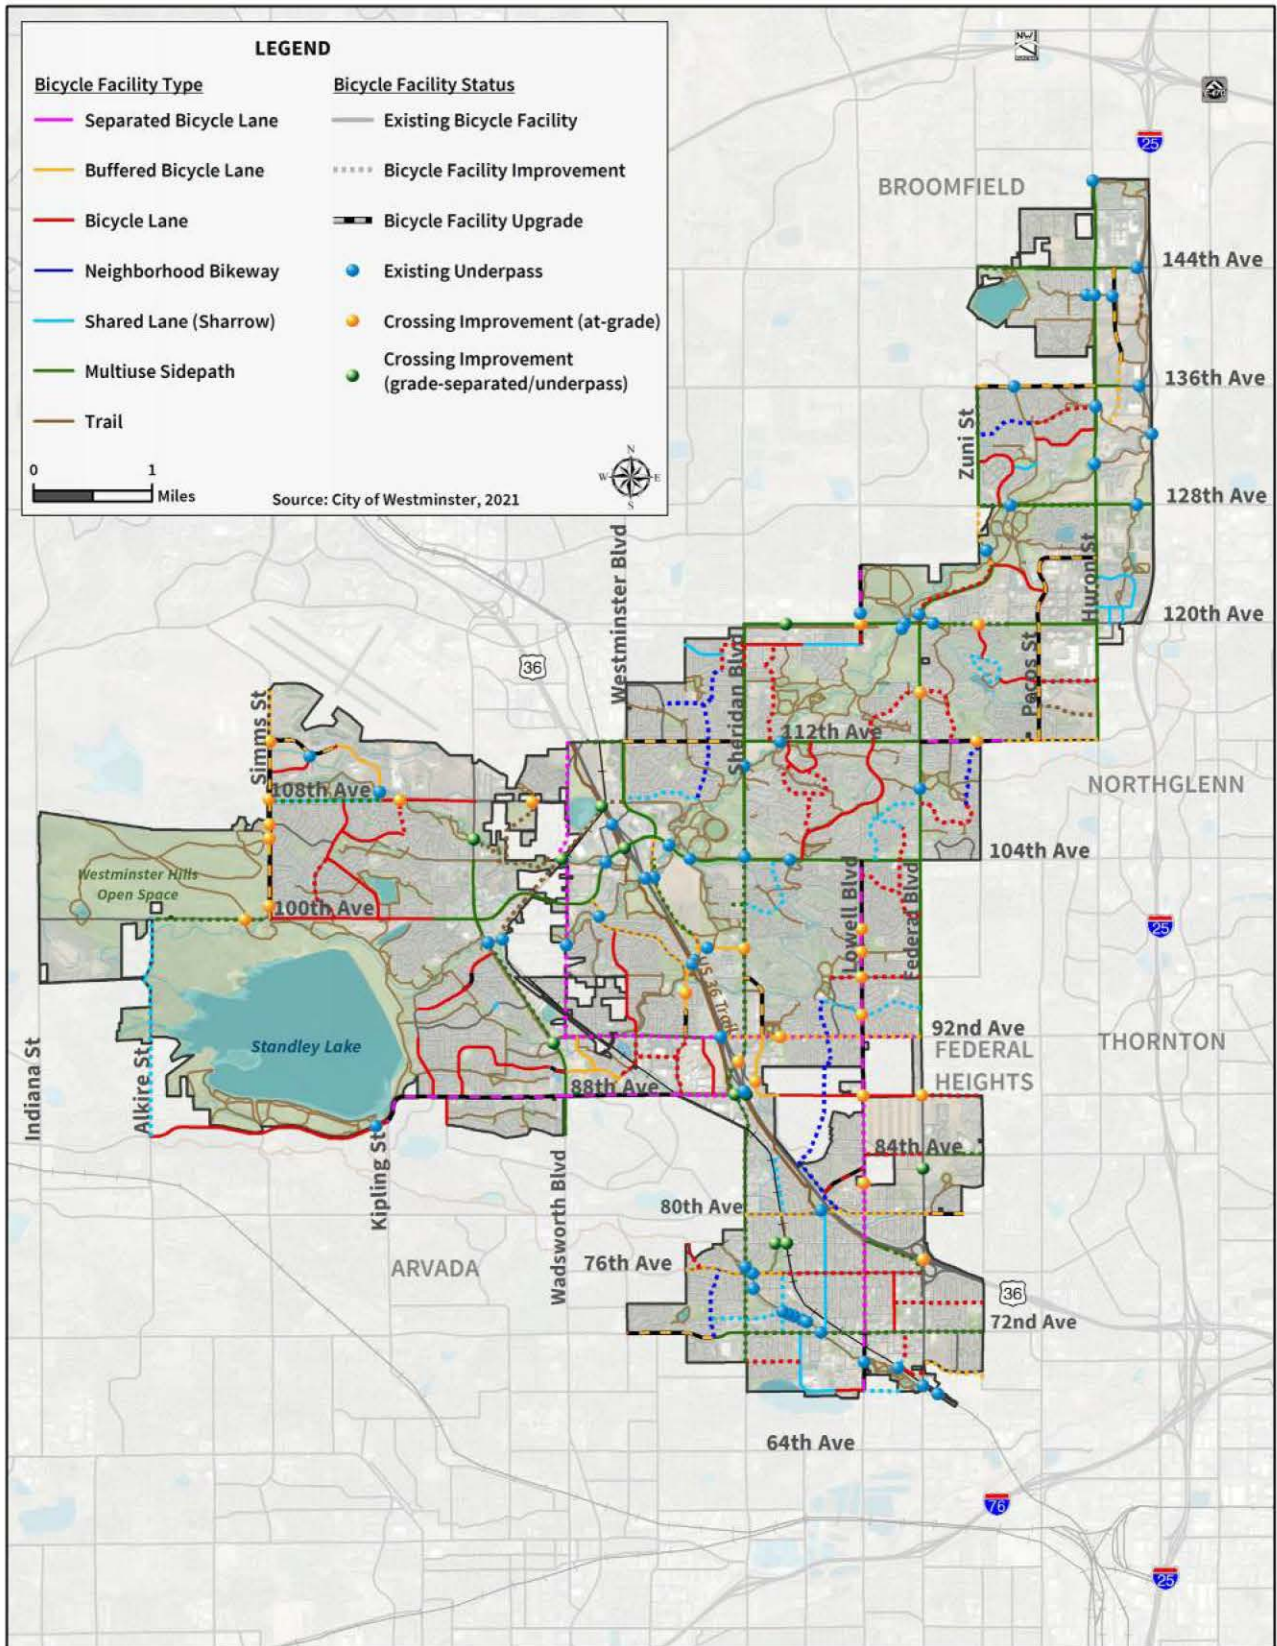 LEGEND
Bicycle Facility Type
Separated Bicycle Lane
Buffered Bicycle Lane
Bicycle Lane
Neighborhood Bikeway
Shared Lane (Sharrow)
Multiuse Sidepath
Trail
Bicycle Facility Status
Existing Bicycle Facility
Bicycle Facility Improvement
Bicycle Facility Upgrade
Existing Underpass
Crossing Improvement (at-grade)
Crossing Improvement
(grade-separated/underpass)
0 1
Miles
Source: City of Westminster, 2021
N
W E
S
NW
E-470
25
BROOMFIELD
144th Ave
136th Ave
Zuni St
128th Ave
Huron St
120th Ave
Westminster Blvd
36
Sheridan Blvd
Pecos St
Simms St
112th Ave
108th Ave
NORTHGLENN
104th Ave
Westminster Hills
Open Space
100th Ave
Lowell Blvd
Federal Blvd
25
US 36 Trail
92nd Ave
FEDERAL
HEIGHTS
THORNTON
Standley Lake
Indiana St
Alkire St
88th Ave
84th Ave
Kipling St
Wadsworth Blvd
80th Ave
ARVADA
76th Ave
36
72nd Ave
64th Ave
76
25